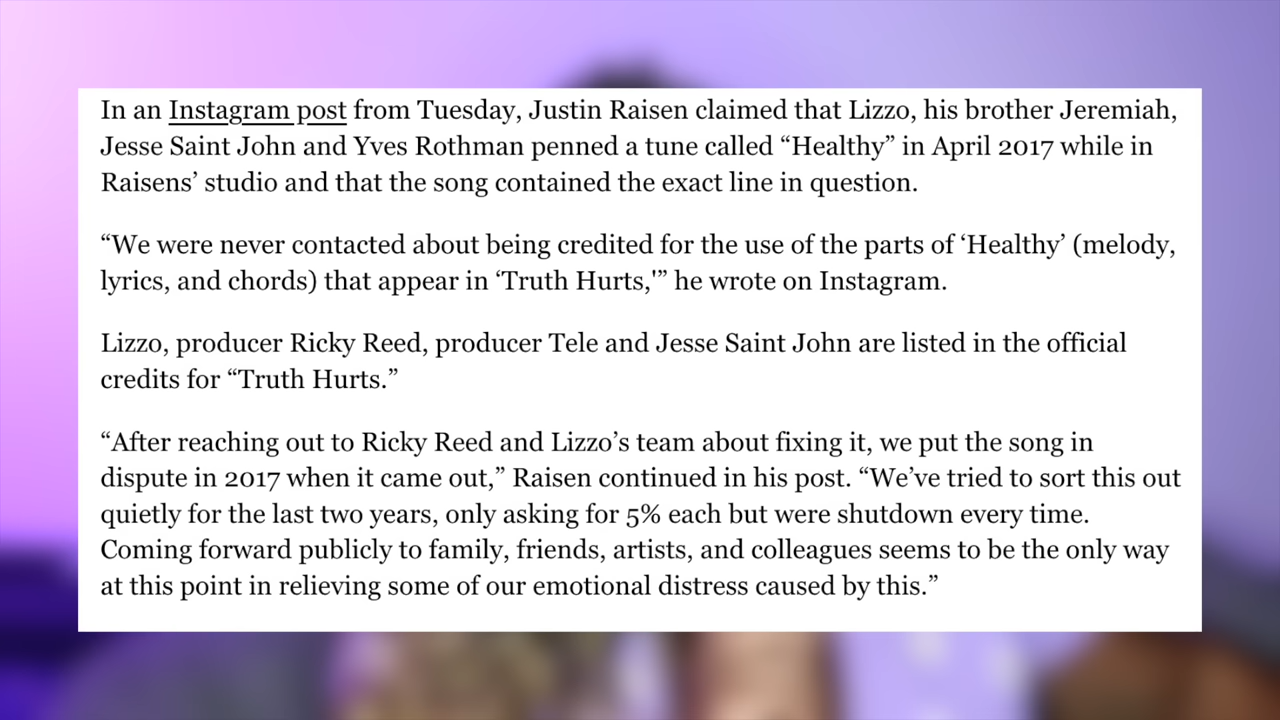 In an Instagram post from Tuesday, Justin Raisen claimed that Lizzo, his brother Jeremiah,
Jesse Saint John and Yves Rothman penned a tune called “Healthy” in April 2017 while in
Raisens’ studio and that the song contained the exact line in question.
“We were never contacted about being credited for the use of the parts of ‘Healthy’ (melody,
lyrics, and chords) that appear in ‘Truth Hurts,'” he wrote on Instagram.
Lizzo, producer Ricky Reed, producer Tele and Jesse Saint John are listed in the official
credits for “Truth Hurts.”
“After reaching out to Ricky Reed and Lizzo’s team about fixing it, we put the song in
dispute in 2017 when it came out,” Raisen continued in his post. “We’ve tried to sort this out
quietly for the last two years, only asking for 5% each but were shutdown every time.
Coming forward publicly to family, friends, artists, and colleagues seems to be the only way
at this point in relieving some of our emotional distress caused by this.”